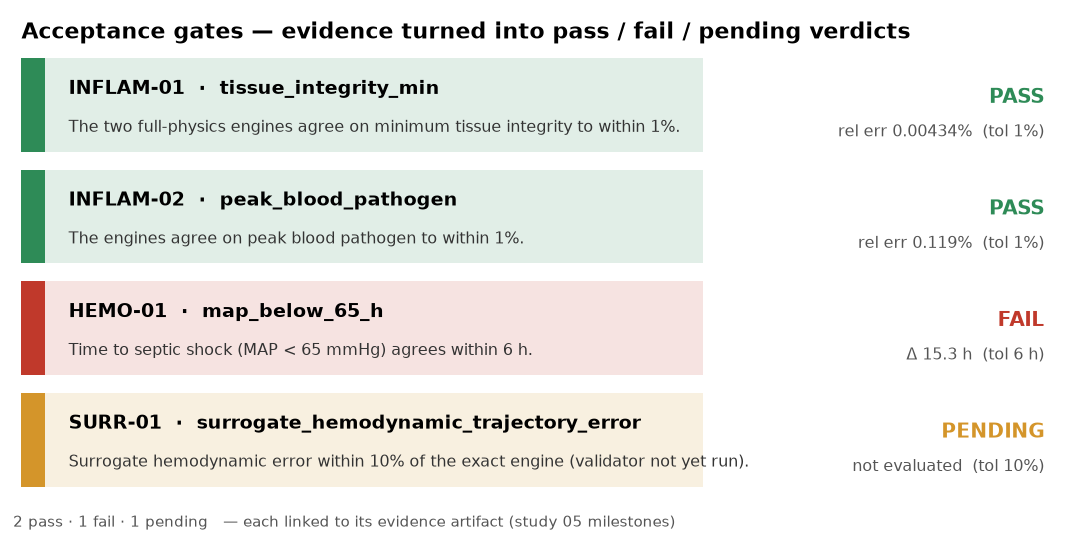 Acceptance gates — evidence turned into pass / fail / pending verdicts
INFLAM-01 · tissue_integrity_min
PASS
The two full-physics engines agree on minimum tissue integrity to within 1%.
rel err 0.00434% (tol 1%)
INFLAM-02 · peak_blood_pathogen
PASS
The engines agree on peak blood pathogen to within 1%.
rel err 0.119% (tol 1%)
HEMO-01 · map_below_65_h
FAIL
Time to septic shock (MAP < 65 mmHg) agrees within 6 h.
Δ 15.3 h (tol 6 h)
SURR-01 · surrogate_hemodynamic_trajectory_error
PENDING
Surrogate hemodynamic error within 10% of the exact engine (validator not yet run).
not evaluated (tol 10%)
2 pass · 1 fail · 1 pending — each linked to its evidence artifact (study 05 milestones)